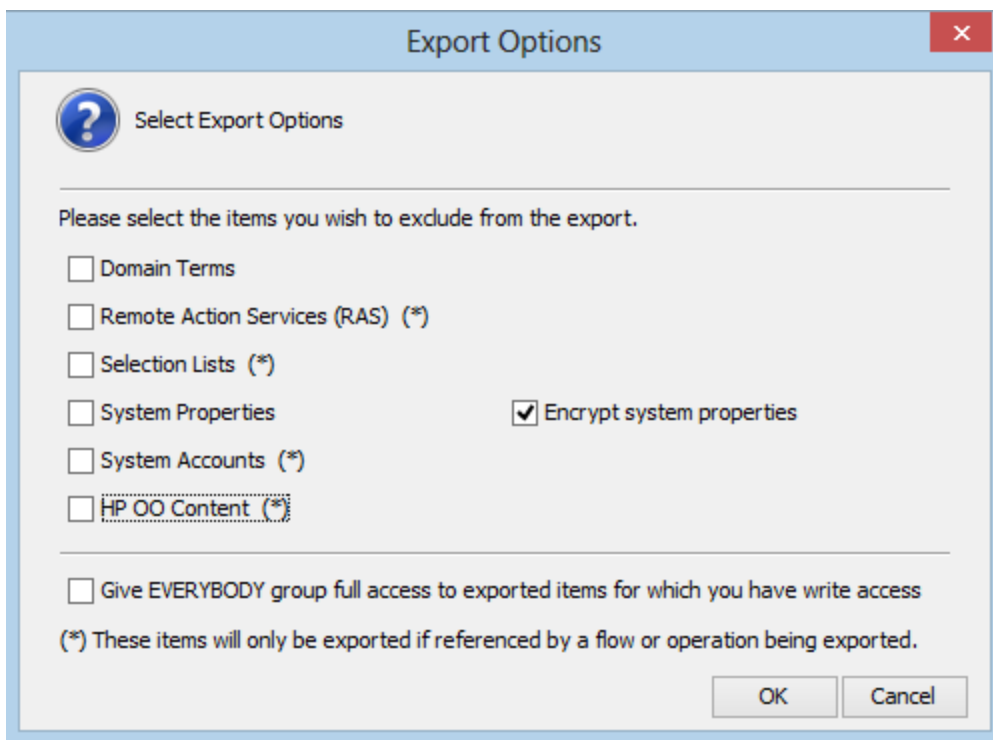 Export Options
Select Export Options
Please select the items you wish to exclude from the export.
Domain Terms
Remote Action Services (RAS) (*)
Selection Lists (*)
System Properties Encrypt system properties
System Accounts (*)
HP OO Content (*)
Give EVERYBODY group full access to exported items for which you have write access
(*) These items will only be exported if referenced by a flow or operation being exported.
OK Cancel